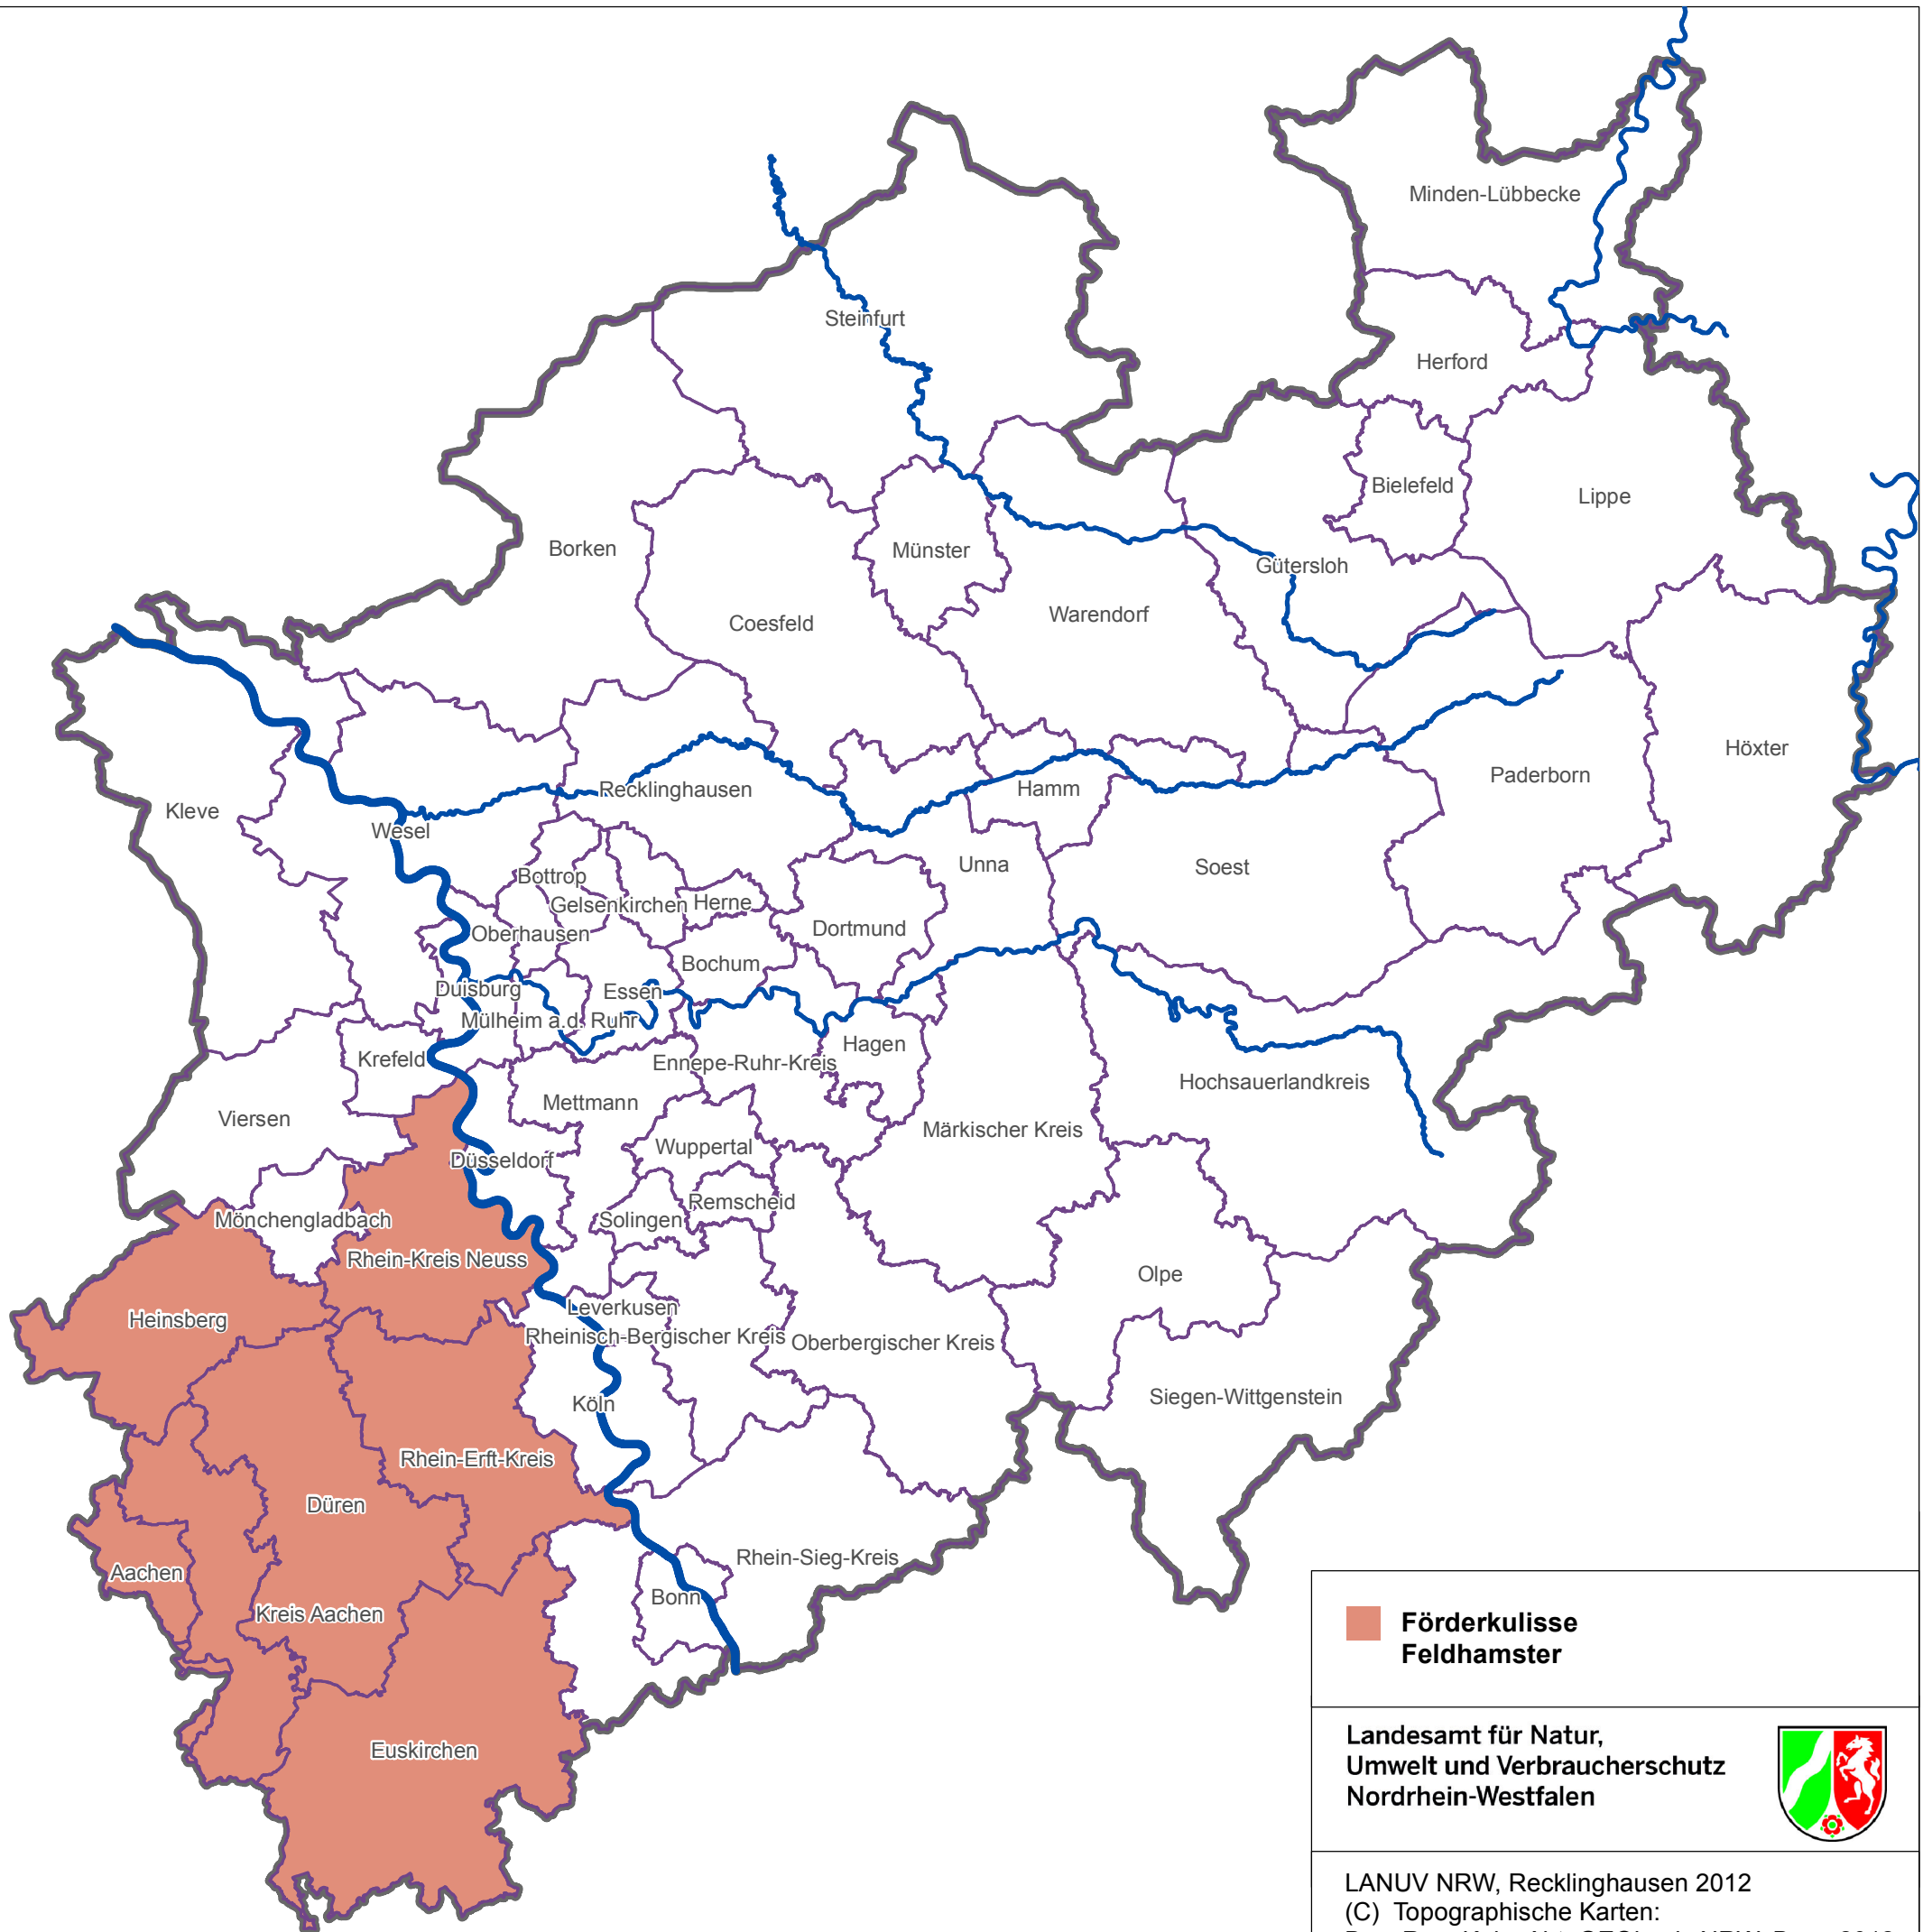 Minden-Lübbecke
Steinfurt
Herford
Bielefeld
Lippe
Borken
Münster
Gütersloh
Coesfeld
Warendorf
Höxter
Paderborn
Recklinghausen
Hamm
Kleve
Wesel
Unna
Soest
Bottrop
Gelsenkirchen
Herne
Dortmund
Oberhausen
Bochum
Duisburg
Essen
Mülheim a.d. Ruhr
Hagen
Krefeld
Ennepe-Ruhr-Kreis
Hochsauerlandkreis
Mettmann
Viersen
Märkischer Kreis
Wuppertal
Düsseldorf
Remscheid
Solingen
Mönchengladbach
Rhein-Kreis Neuss
Olpe
Leverkusen
Heinsberg
Rheinisch-Bergischer Kreis
Oberbergischer Kreis
Siegen-Wittgenstein
Köln
Rhein-Erft-Kreis
Düren
Rhein-Sieg-Kreis
Aachen
Bonn
Kreis Aachen
Euskirchen
Förderkulisse
Feldhamster
Landesamt für Natur,
Umwelt und Verbraucherschutz
Nordrhein-Westfalen
LANUV NRW, Recklinghausen 2012
(C) Topographische Karten: